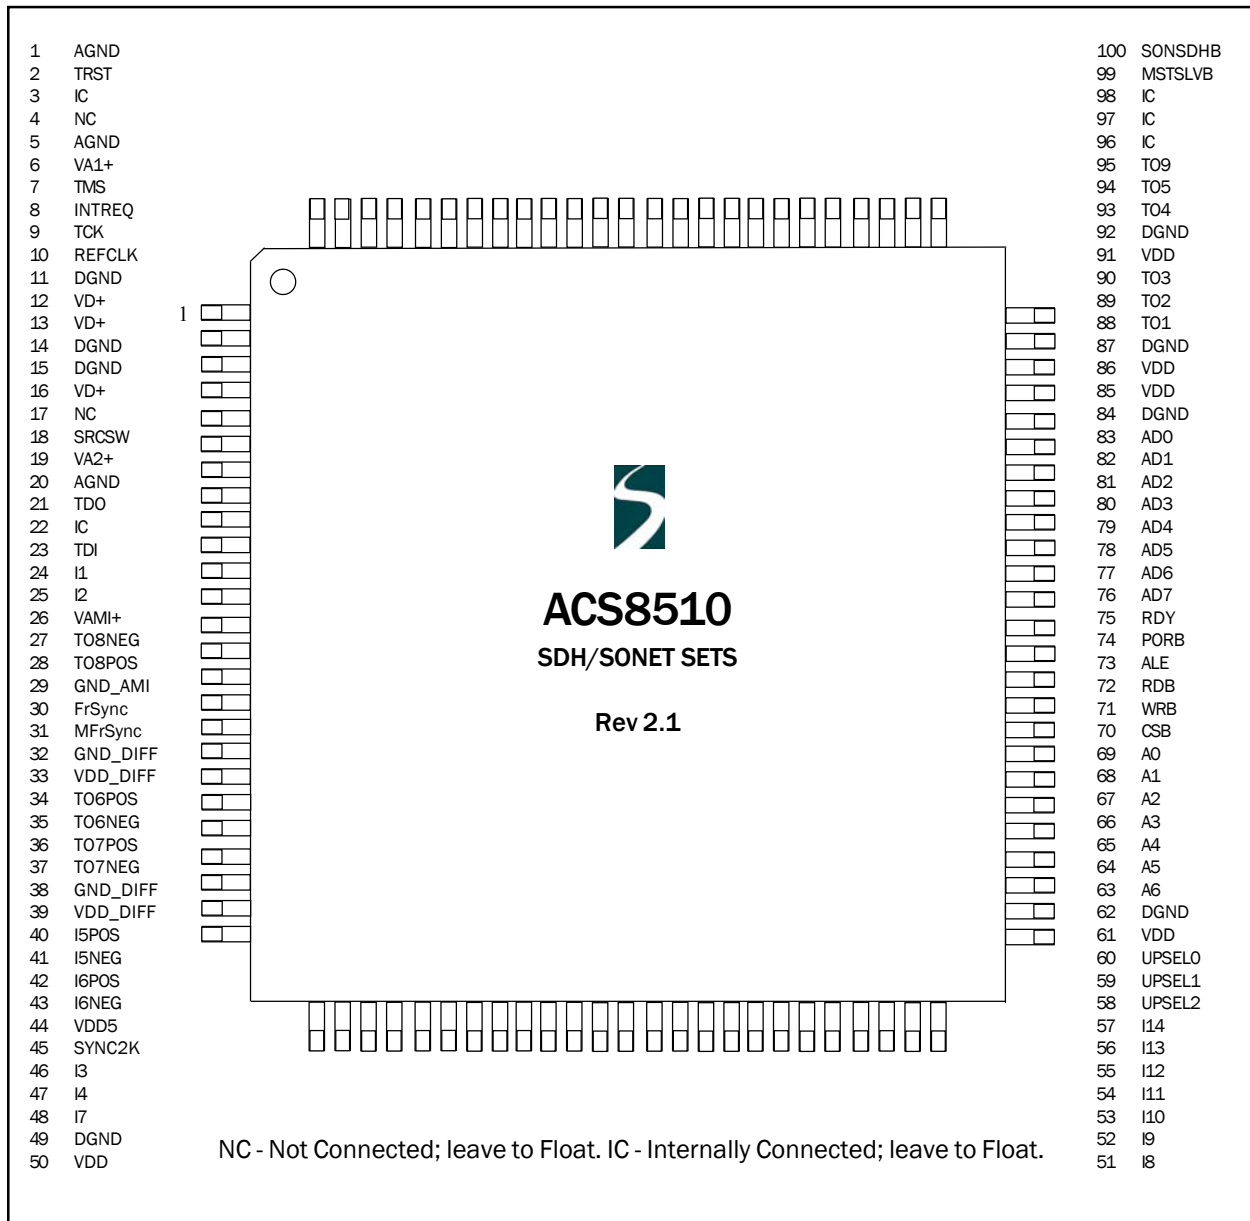 1 AGND
2 TRST
3 IC
4 NC
5 AGND
6 VA1+
7 TMS
8 INTREQ
9 TCK
10 REFCLK
11 DGND
12 VD+
13 VD+
14 DGND
15 DGND
16 VD+
17 NC
18 SRCSW
19 VA2+
20 AGND
21 TDO
22 IC
23 TDI
24 I1
25 I2
26 VAMI+
27 TO8NEG
28 TO8POS
29 GND_AMI
30 FrSync
31 MFrSync
32 GND_DIFF
33 VDD_DIFF
34 TO6POS
35 TO6NEG
36 TO7POS
37 TO7NEG
38 GND_DIFF
39 VDD_DIFF
40 I5POS
41 I5NEG
42 I6POS
43 I6NEG
44 VDD5
45 SYNC2K
46 I3
47 I4
48 I7
49 DGND
50 VDD
1
ACS8510
SDH/SONET SETS
Rev 2.1
100 SONSDHB
99 MSTSLVB
98 IC
97 IC
96 IC
95 TO9
94 TO5
93 TO4
92 DGND
91 VDD
90 TO3
89 TO2
88 TO1
87 DGND
86 VDD
85 VDD
84 DGND
83 AD0
82 AD1
81 AD2
80 AD3
79 AD4
78 AD5
77 AD6
76 AD7
75 RDY
74 PORB
73 ALE
72 RDB
71 WRB
70 CSB
69 A0
68 A1
67 A2
66 A3
65 A4
64 A5
63 A6
62 DGND
61 VDD
60 UPSEL0
59 UPSEL1
58 UPSEL2
57 I14
56 I13
55 I12
54 I11
53 I10
52 I9
51 I8
NC - Not Connected; leave to Float. IC - Internally Connected; leave to Float.